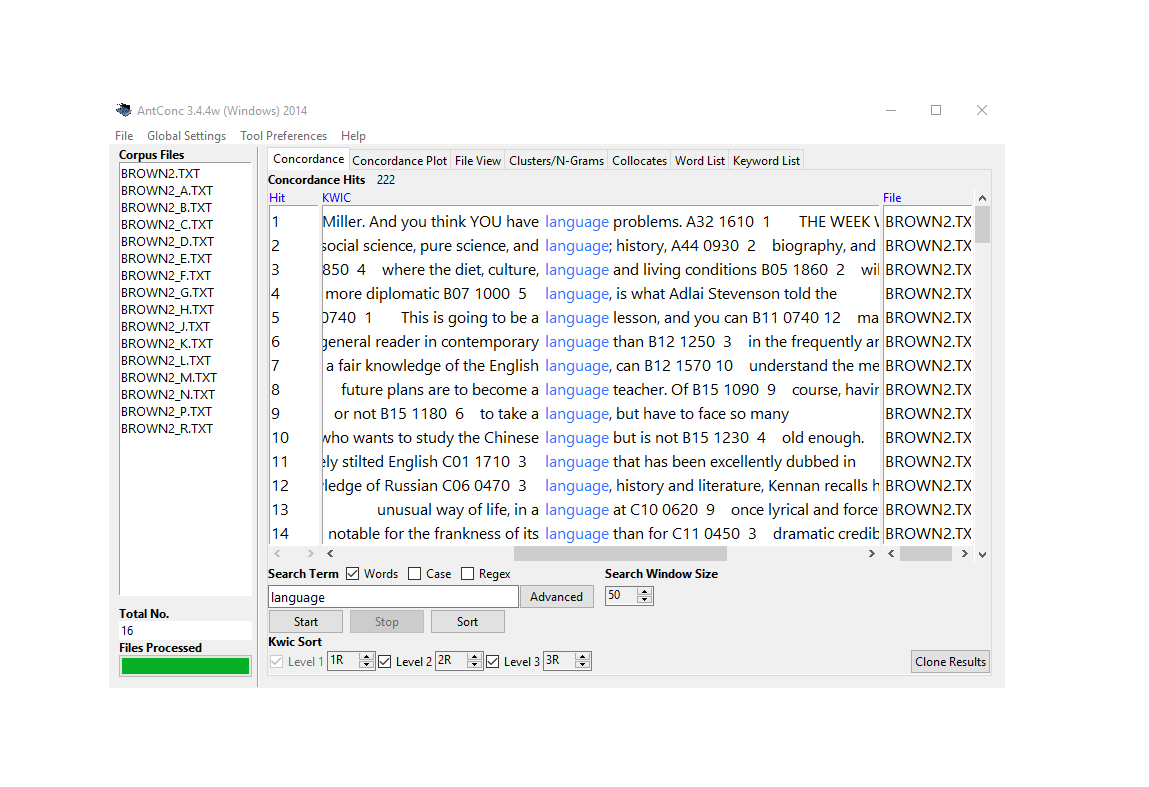 AntConc 3.4.4w (Windows) 2014
File Global Settings Tool Preferences Help
Corpus Files
BROWN2.TXT
BROWN2_A.TXT
BROWN2_B.TXT
BROWN2_C.TXT
BROWN2_D.TXT
BROWN2_E.TXT
BROWN2_F.TXT
BROWN2_G.TXT
BROWN2_H.TXT
BROWN2_J.TXT
BROWN2_K.TXT
BROWN2_L.TXT
BROWN2_M.TXT
BROWN2_N.TXT
BROWN2_P.TXT
BROWN2_R.TXT
Total No.
16
Files Processed
Concordance Concordance Plot File View Clusters/N-Grams Collocates Word List Keyword List
Concordance Hits 222
Hit KWIC File
1 Miller. And you think YOU have language problems. A32 1610 1 THE WEEK BROWN2.TX
2 social science, pure science, and language; history, A44 0930 2 biography, and BROWN2.TX
3 850 4 where the diet, culture, language and living conditions B05 1860 2 wil BROWN2.TX
4 more diplomatic B07 1000 5 language, is what Adlai Stevenson told the BROWN2.TX
5 0740 1 This is going to be a language lesson, and you can B11 0740 12 ma BROWN2.TX
6 general reader in contemporary language than B12 1250 3 in the frequently ar BROWN2.TX
7 a fair knowledge of the English language, can B12 1570 10 understand the me BROWN2.TX
8 future plans are to become a language teacher. Of B15 1090 9 course, havin BROWN2.TX
9 or not B15 1180 6 to take a language, but have to face so many BROWN2.TX
10 who wants to study the Chinese language but is not B15 1230 4 old enough. BROWN2.TX
11 ely stilted English C01 1710 3 language that has been excellently dubbed in BROWN2.TX
12 ledge of Russian C06 0470 3 language, history and literature, Kennan recalls h BROWN2.TX
13 unusual way of life, in a language at C10 0620 9 once lyrical and force BROWN2.TX
14 notable for the frankness of its language than for C11 0450 3 dramatic credib BROWN2.TX
Search Term Words Case Regex Search Window Size
language Advanced 50
Start Stop Sort
Kwic Sort
Level 1 1R Level 2 2R Level 3 3R Clone Results